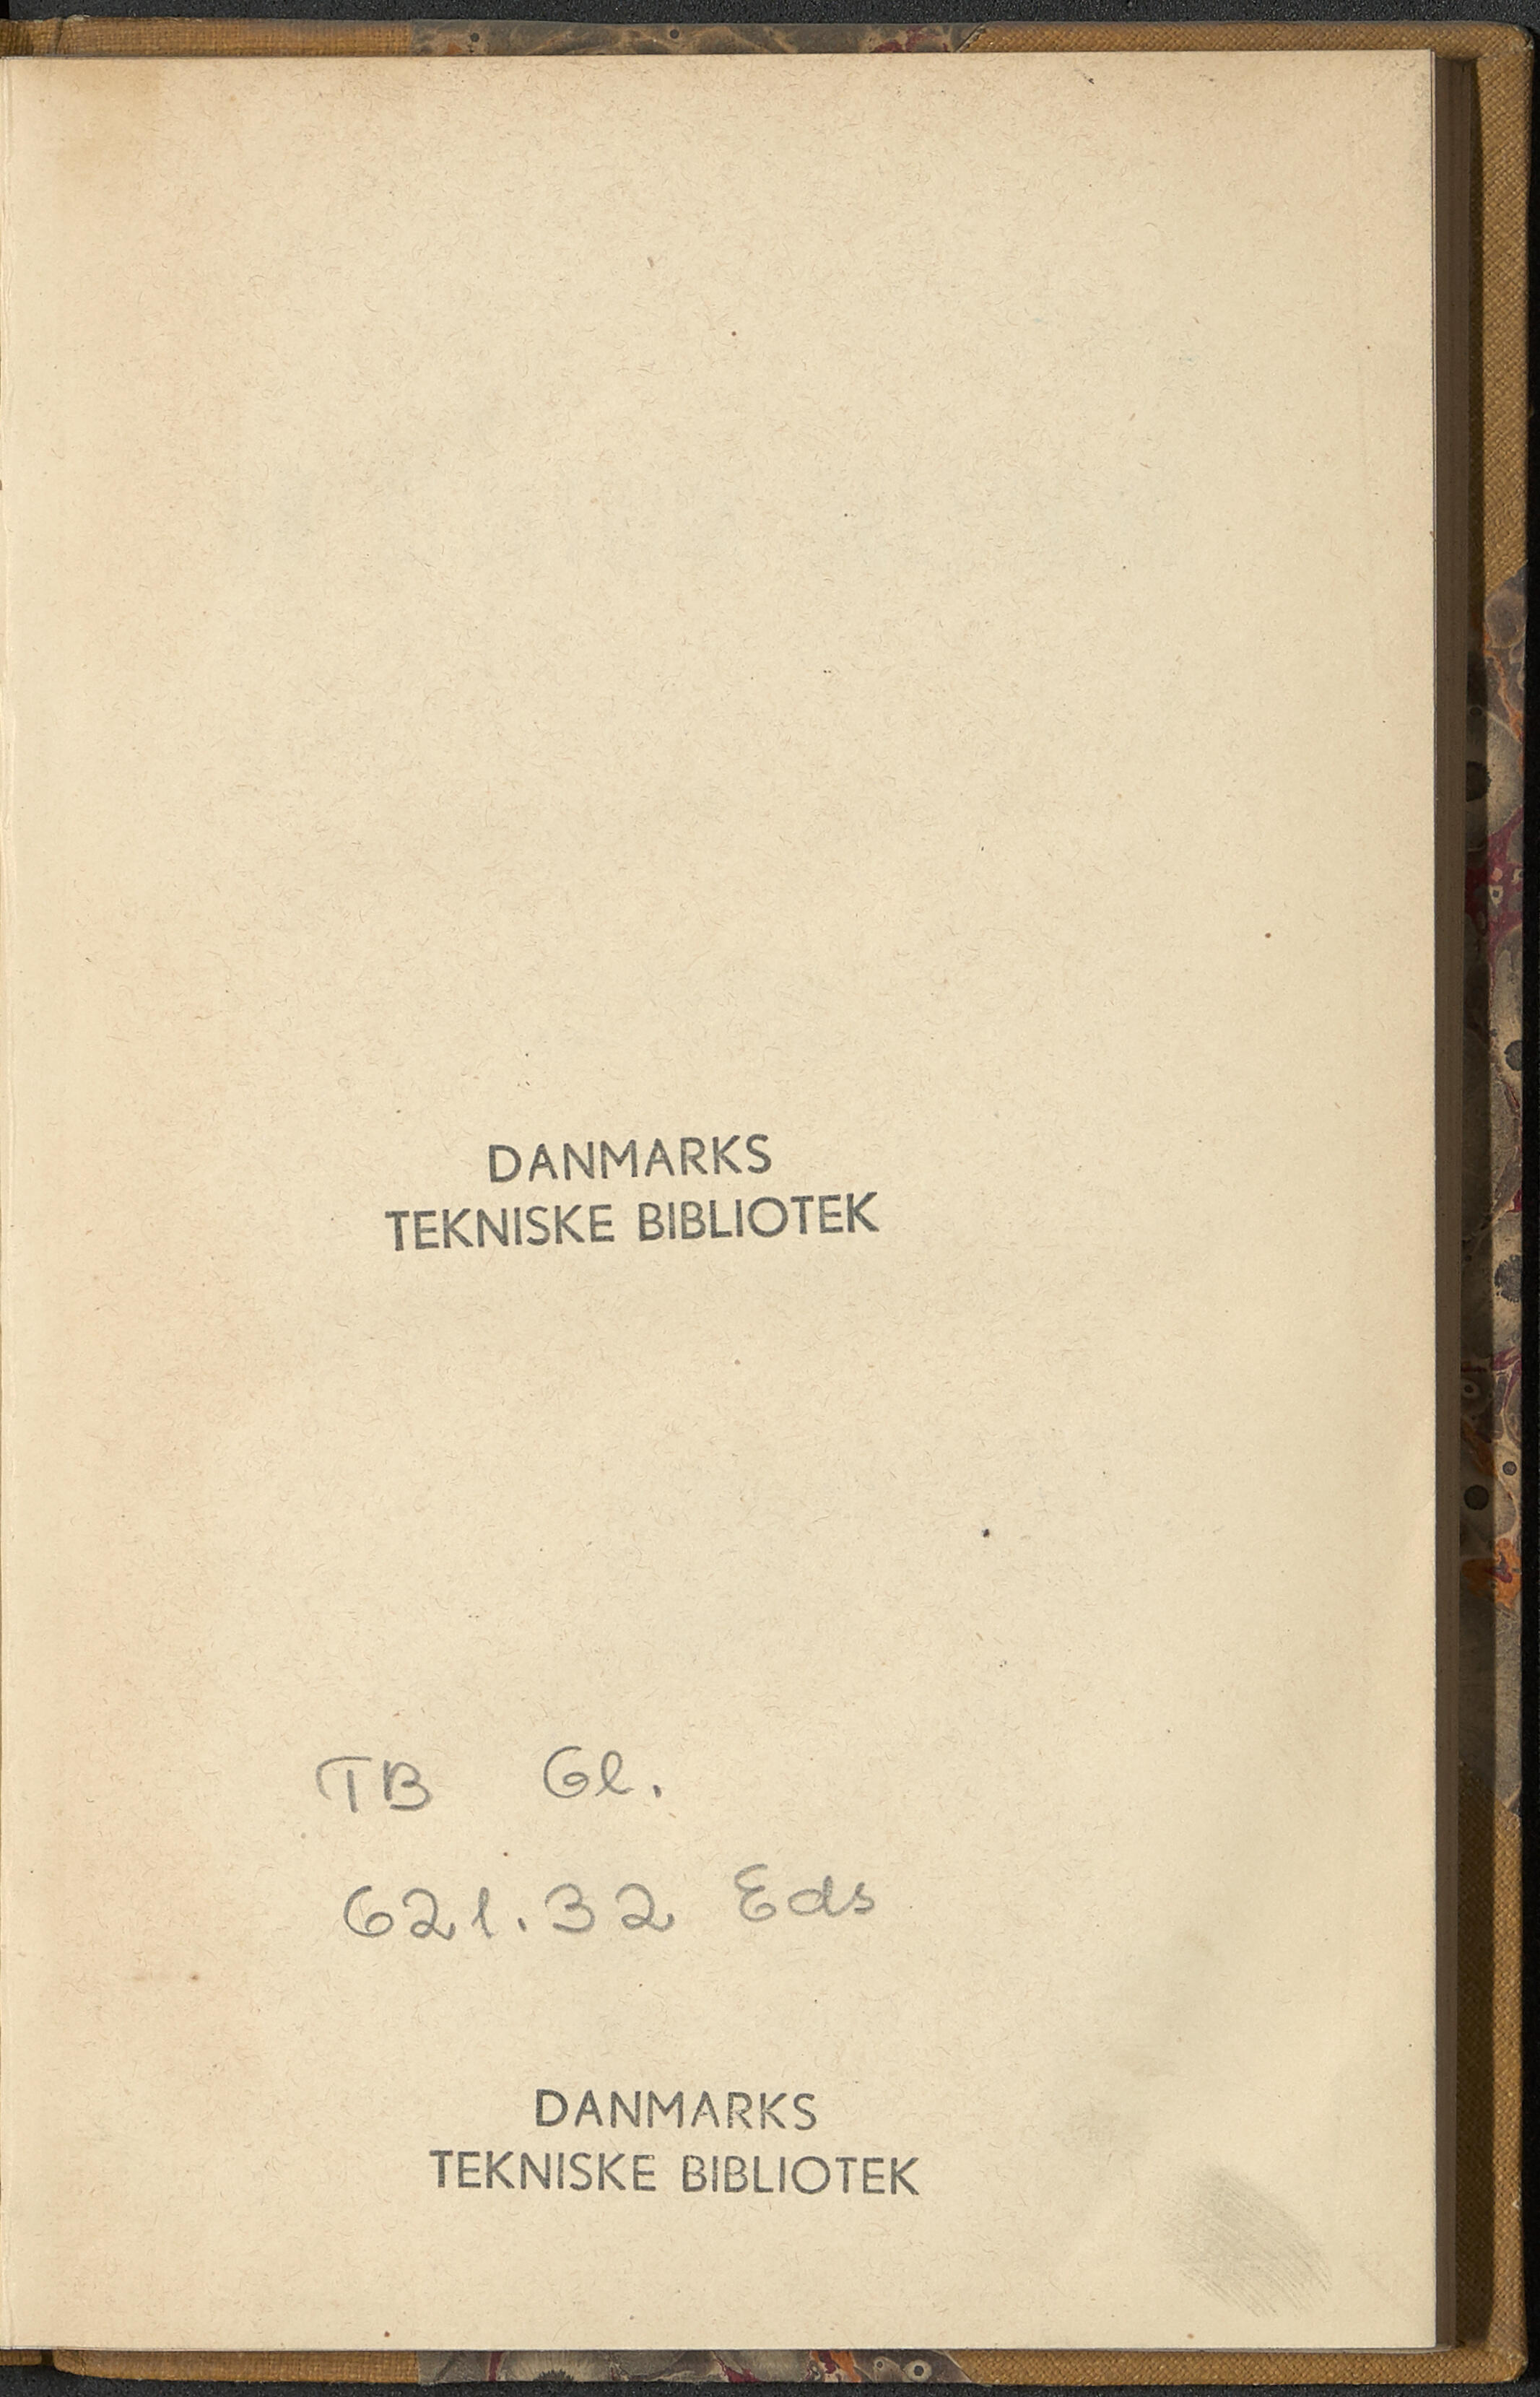 DANMARKS
TEKNISKE BIBLIOTEK
TB Gl.
621.32 Eds
DANMARKS
TEKNISKE BIBLIOTEK